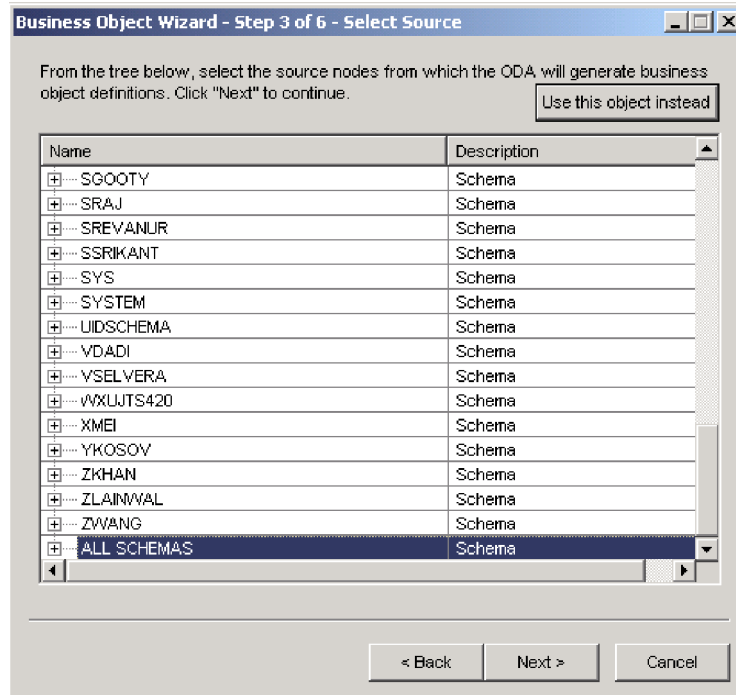 Business Object Wizard - Step 3 of 6 - Select Source
From the tree below, select the source nodes from which the ODA will generate business
object definitions. Click "Next" to continue.
Use this object instead
Name Description
SGOOTY Schema
SRAJ Schema
SREVANUR Schema
SSRIKANT Schema
SYS Schema
SYSTEM Schema
UIDSCHEMA Schema
VDADI Schema
VSELVERA Schema
WXUJTS420 Schema
XMEI Schema
YKOSOV Schema
ZKHAN Schema
ZLAINWAL Schema
ZWANG Schema
ALL SCHEMAS Schema
< Back Next > Cancel